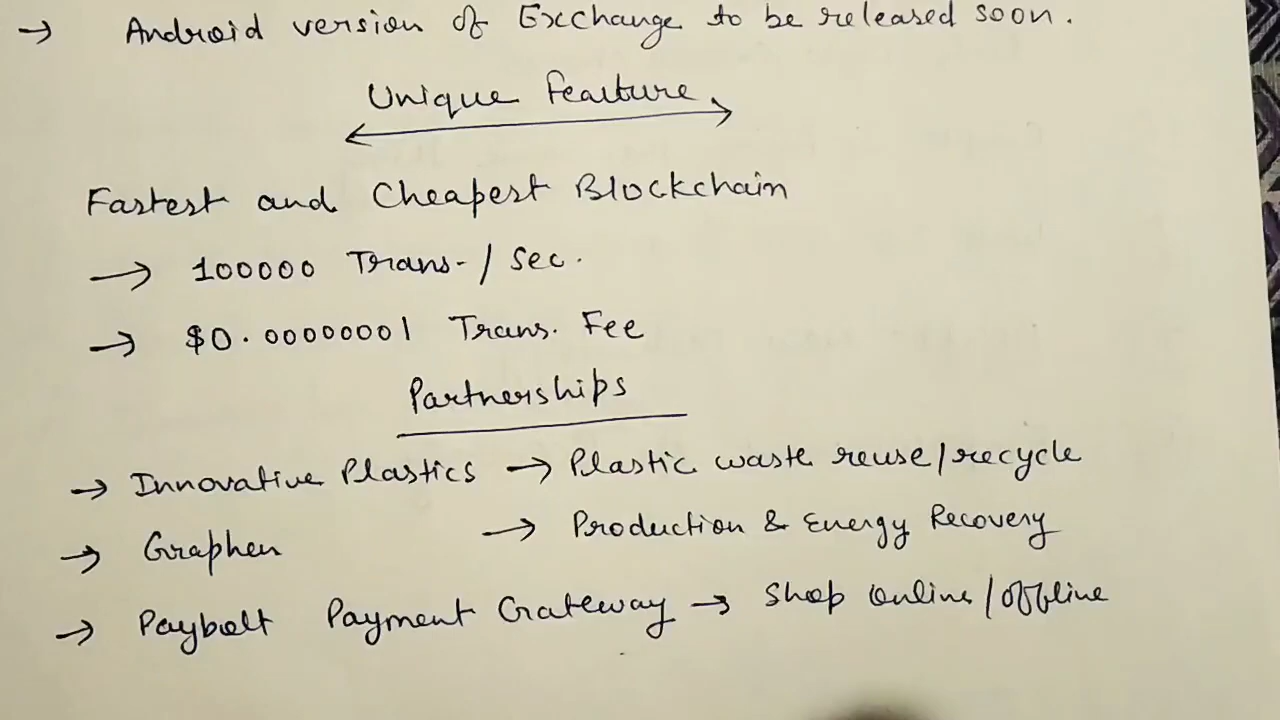 → Android version of Exchange to be released soon.
Unique Feature
Fastest and Cheapest Blockchain
→ 100000 Trans./Sec.
→ $0.00000001 Trans. Fee
Partnerships
→ Innovative Plastics → Plastic waste reuse/recycle
→ Graphen → Production & Energy Recovery
→ Paybolt Payment Gateway → Shop online/offline